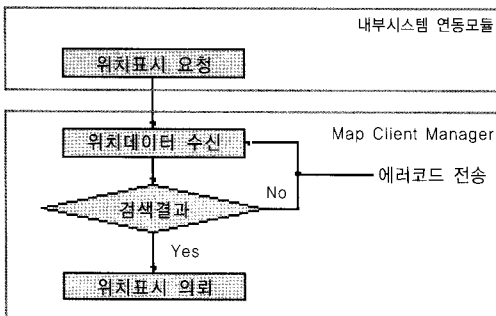 내부시스템 연동모듈
위치표시 요청
위치데이터 수신
Map Client Manager
에러코드 전송
No
검색결과
Yes
위치표시 의뢰